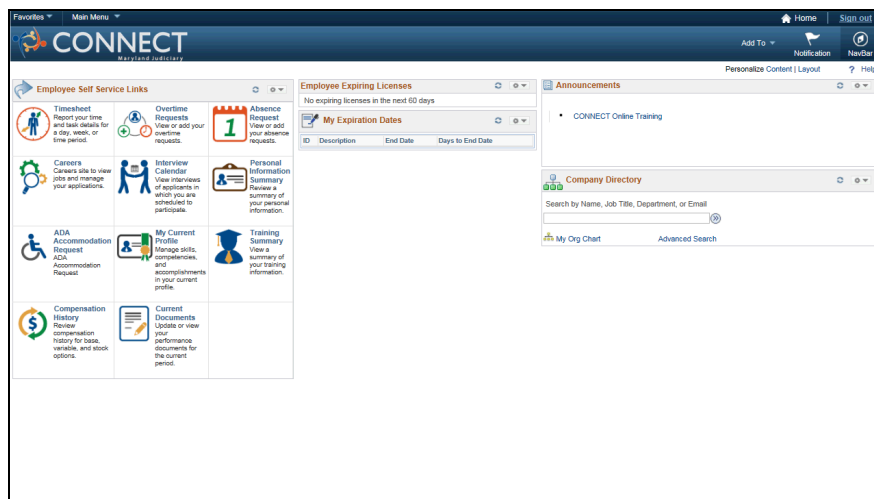 Favorites
Main Menu
Home
Sign out
CONNECT
Maryland Judiciary
Add To
Notification
NavBar
Personalize Content | Layout
? Help
Employee Self Service Links
Timesheet
Report your time
and task details for
a day, week, or
time period.
Overtime
Requests
View or add your
overtime
requests.
1
Absence
Request
View or add
your absence
requests.
Careers
Careers site to view
jobs and manage
your applications.
Interview
Calendar
View interviews
of applicants in
which you are
scheduled to
participate.
Personal
Information
Summary
Review a
summary of
your personal
information.
ADA
Accommodation
Request
ADA
Accommodation
Request
My Current
Profile
Manage skills,
competencies,
and
accomplishments
in your current
profile.
Training
Summary
View a
summary of
your training
information.
$
Compensation
History
Review
compensation
history for base,
variable, and stock
options.
Current
Documents
Update or view
your
performance
documents for
the current
period.
Employee Expiring Licenses
No expiring licenses in the next 60 days
My Expiration Dates
ID Description End Date Days to End Date
Announcements
• CONNECT Online Training
Company Directory
Search by Name, Job Title, Department, or Email
My Org Chart
Advanced Search